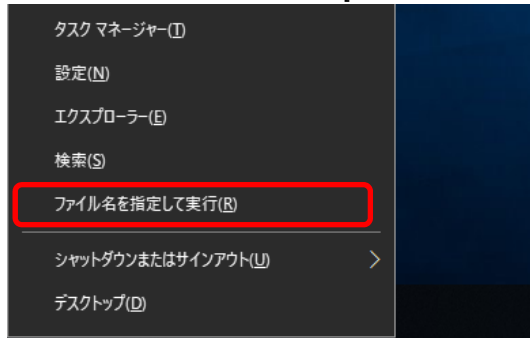 タスク マネージャー(T)
設定(N)
エクスプローラー(E)
検索(S)
ファイル名を指定して実行(R)
シャットダウンまたはサインアウト(U)
デスクトップ(D)